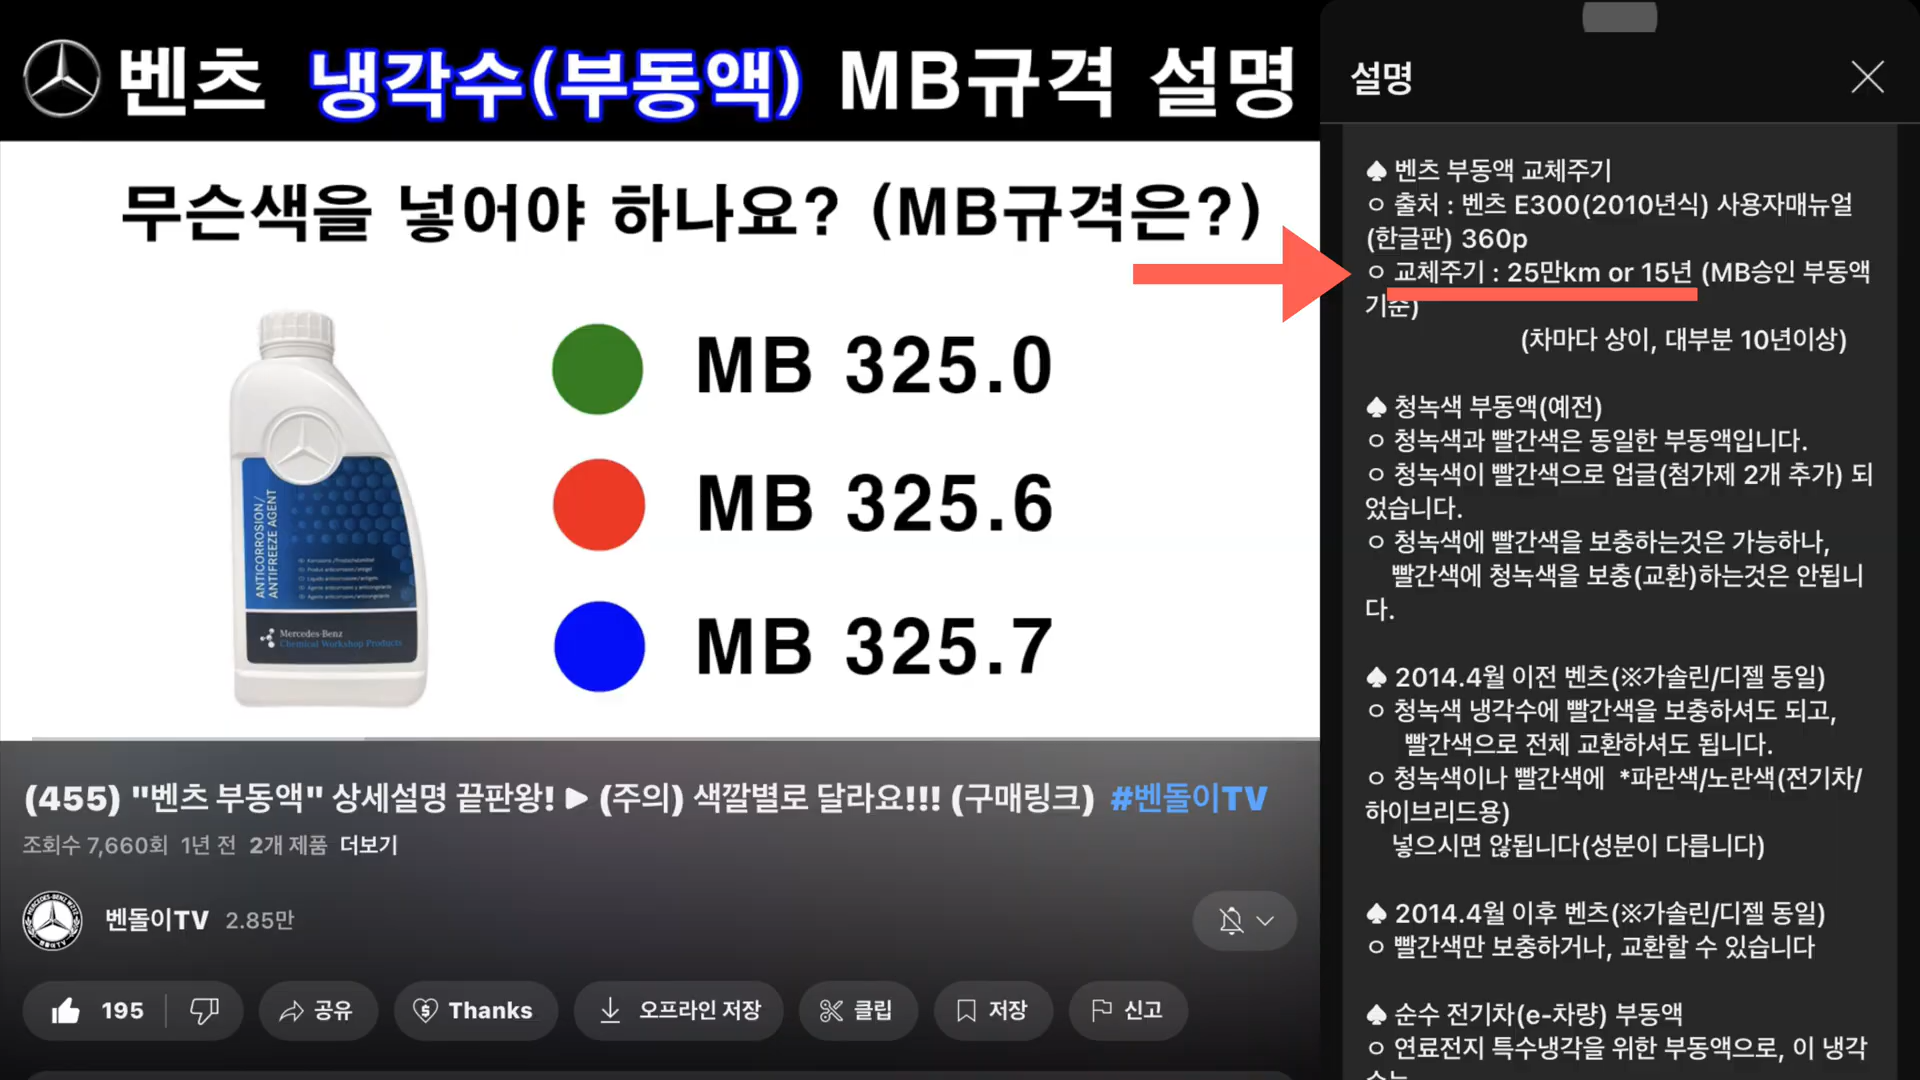 벤츠 냉각수(부동액) MB규격 설명
무슨색을 넣어야 하나요? (MB규격은?)
MB 325.0
MB 325.6
MB 325.7
ANTICORROSION/
ANTIFREEZE AGENT
Mercedes-Benz
Chemical Workshop Products
(455) "벤츠 부동액" 상세설명 끝판왕! ▶ (주의) 색깔별로 달라요!!! (구매링크) #벤돌이TV
조회수 7,660회 1년 전 2개 제품 더보기
벤돌이TV 2.85만
195 공유 Thanks 오프라인 저장 클립 저장 신고
설명
♠ 벤츠 부동액 교체주기
ㅇ 출처 : 벤츠 E300(2010년식) 사용자매뉴얼
(한글판) 360p
ㅇ 교체주기 : 25만km or 15년 (MB승인 부동액
기준)
(차마다 상이, 대부분 10년이상)
♠ 청녹색 부동액(예전)
ㅇ 청녹색과 빨간색은 동일한 부동액입니다.
ㅇ 청녹색이 빨간색으로 업글(첨가제 2개 추가) 되
었습니다.
ㅇ 청녹색에 빨간색을 보충하는것은 가능하나,
빨간색에 청녹색을 보충(교환)하는것은 안됩니
다.
♠ 2014.4월 이전 벤츠(※가솔린/디젤 동일)
ㅇ 청녹색 냉각수에 빨간색을 보충하셔도 되고,
빨간색으로 전체 교환하셔도 됩니다.
ㅇ 청녹색이나 빨간색에 *파란색/노란색(전기차/
하이브리드용)
넣으시면 않됩니다(성분이 다릅니다)
♠ 2014.4월 이후 벤츠(※가솔린/디젤 동일)
ㅇ 빨간색만 보충하거나, 교환할 수 있습니다
♠ 순수 전기차(e-차량) 부동액
ㅇ 연료전지 특수냉각을 위한 부동액으로, 이 냉각